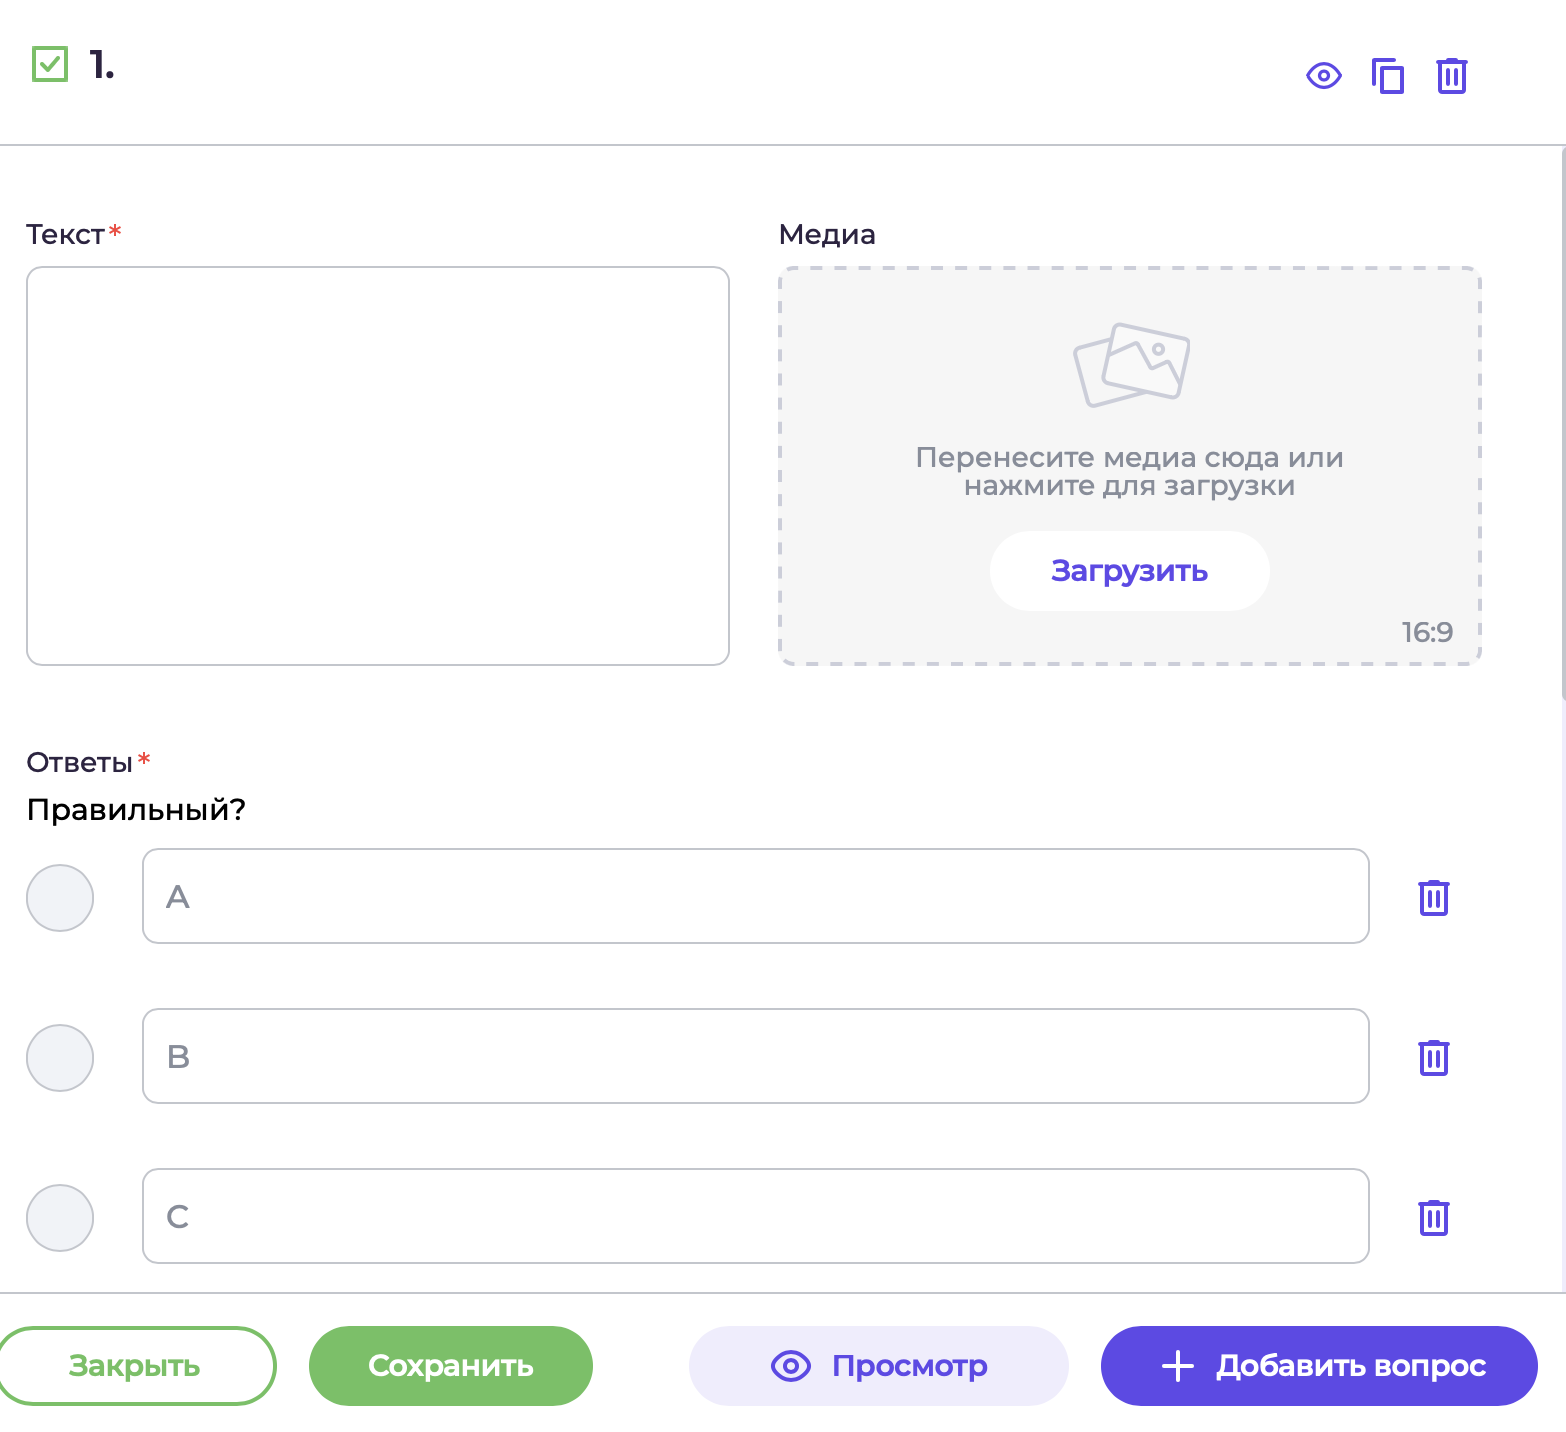 1.
Текст*
Медиа
Перенесите медиа сюда или
нажмите для загрузки
Загрузить
16:9
Ответы*
Правильный?
A
B
C
Закрыть
Сохранить
Просмотр
Добавить вопрос